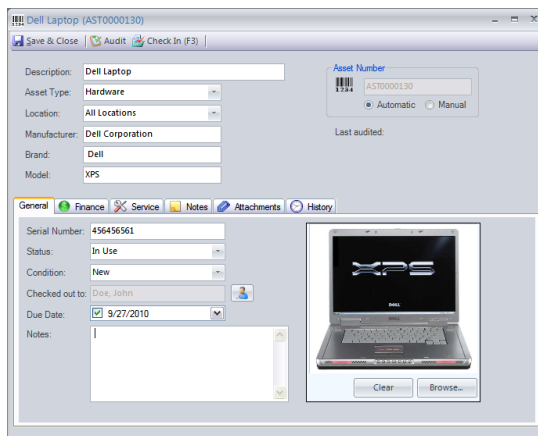 Dell Laptop (AST0000130)
Save & Close Audit Check In (F3)
Description: Dell Laptop
Asset Type: Hardware
Location: All Locations
Manufacturer: Dell Corporation
Brand: Dell
Model: XPS
Asset Number
1234
AST0000130
Automatic Manual
Last audited:
General Finance Service Notes Attachments History
Serial Number: 456456561
Status: In Use
Condition: New
Checked out to: Doe, John
Due Date: 9/27/2010
Notes:
XPS
DELL
Clear Browse...